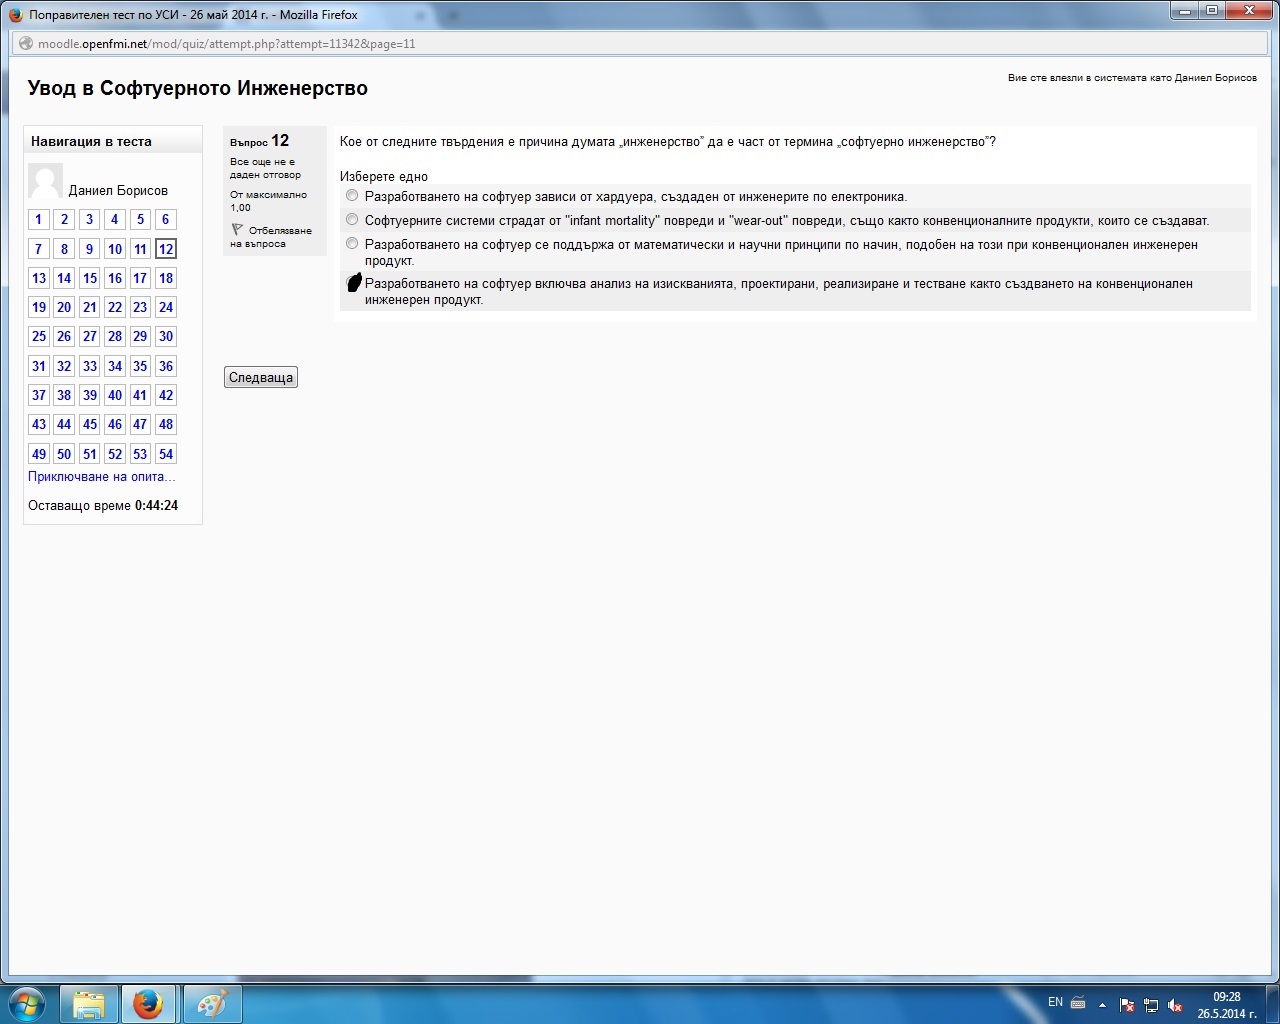 Поправителен тест по УСИ - 26 май 2014 г. - Mozilla Firefox
moodle.openfmi.net/mod/quiz/attempt.php?attempt=11342&page=11
Увод в Софтуерното Инженерство
Вие сте влезли в системата като Даниел Борисов
Навигация в теста
Даниел Борисов
1 2 3 4 5 6
7 8 9 10 11 12
13 14 15 16 17 18
19 20 21 22 23 24
25 26 27 28 29 30
31 32 33 34 35 36
37 38 39 40 41 42
43 44 45 46 47 48
49 50 51 52 53 54
Приключване на опита...
Оставащо време 0:44:24
Въпрос 12
Все още не е
даден отговор
От максимално
1,00
Отбелязване
на въпроса
Кое от следните твърдения е причина думата „инженерство” да е част от термина „софтуерно инженерство”?
Изберете едно
Разработването на софтуер зависи от хардуера, създаден от инженерите по електроника.
Софтуерните системи страдат от "infant mortality" повреди и "wear-out" повреди, също както конвенционалните продукти, които се създават.
Разработването на софтуер се поддържа от математически и научни принципи по начин, подобен на този при конвенционален инженерен
продукт.
Разработването на софтуер включва анализ на изискванията, проектирани, реализиране и тестване както създването на конвенционален
инженерен продукт.
Следваща
EN
09:28
26.5.2014 г.